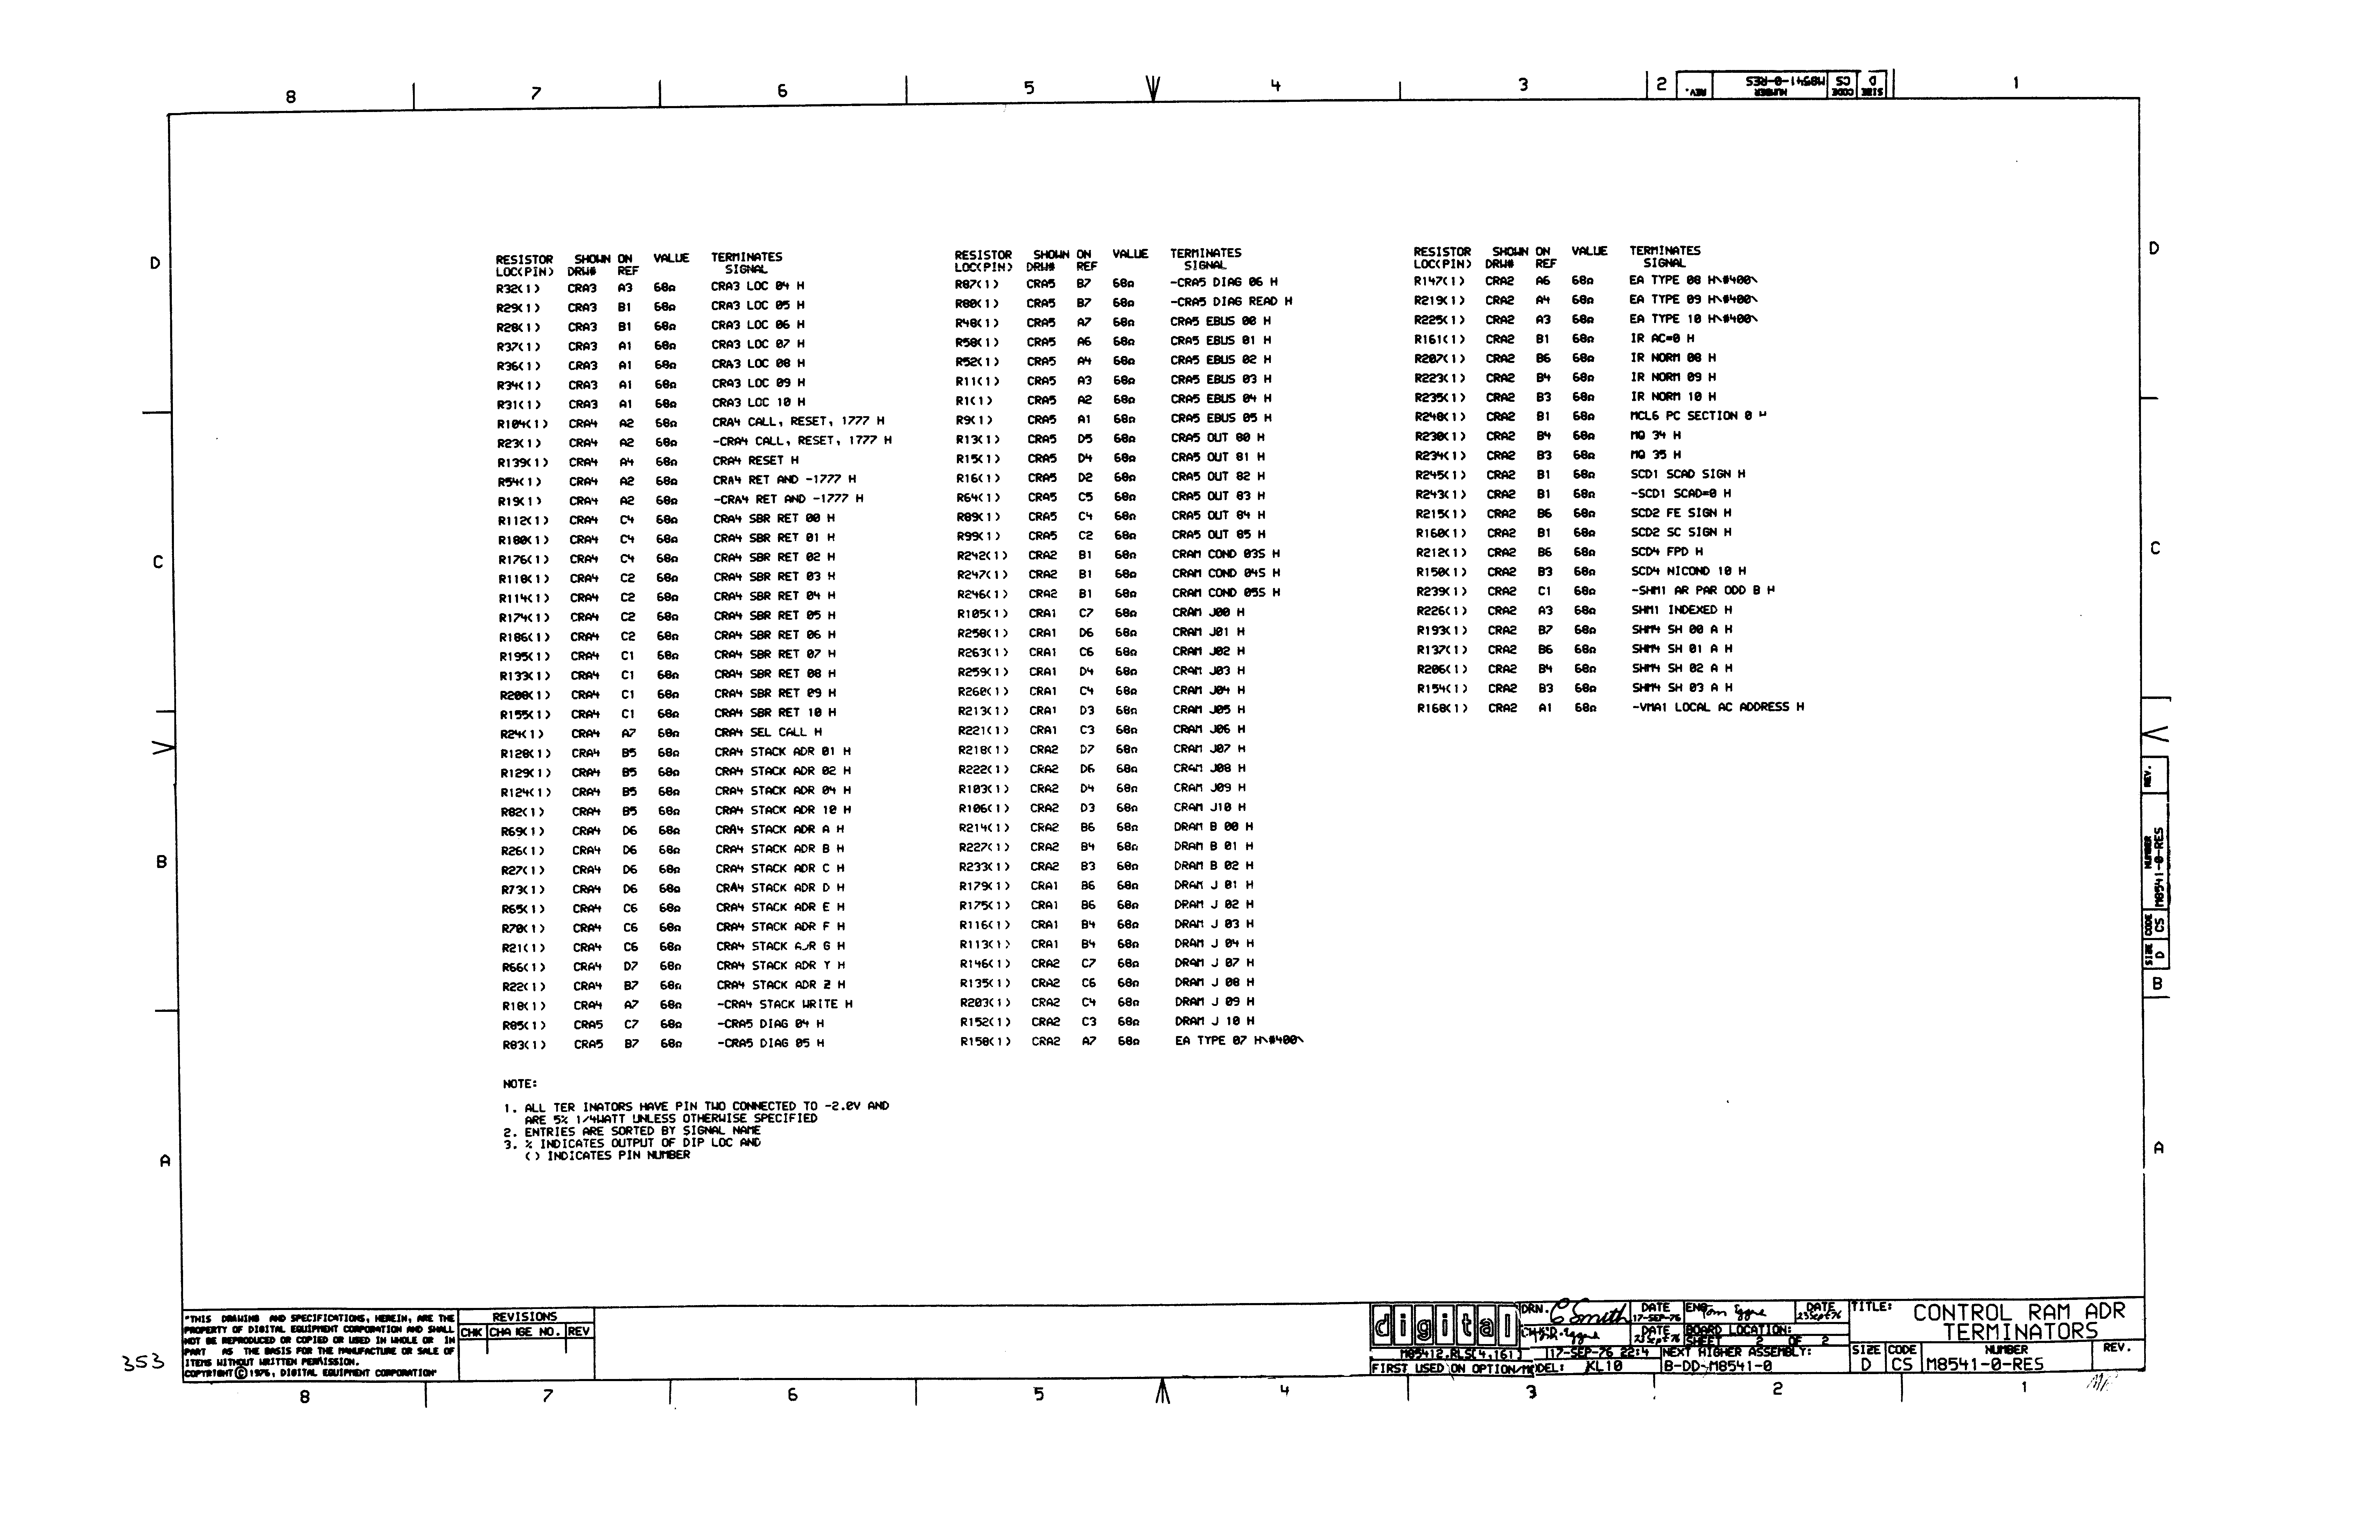 8 7 6 5 4 3 2 1
REV. NUMBER M8541-0-RES CODE CS SIZE D
RESISTOR LOC(PIN) SHOWN ON DRW# REF VALUE TERMINATES SIGNAL
R32(1) CRA3 A3 68Ω CRA3 LOC 04 H
R29(1) CRA3 B1 68Ω CRA3 LOC 05 H
R28(1) CRA3 B1 68Ω CRA3 LOC 06 H
R37(1) CRA3 A1 68Ω CRA3 LOC 07 H
R36(1) CRA3 A1 68Ω CRA3 LOC 08 H
R34(1) CRA3 A1 68Ω CRA3 LOC 09 H
R31(1) CRA3 A1 68Ω CRA3 LOC 10 H
R104(1) CRA4 A2 68Ω CRA4 CALL, RESET, 1777 H
R23(1) CRA4 A2 68Ω -CRA4 CALL, RESET, 1777 H
R139(1) CRA4 A4 68Ω CRA4 RESET H
R54(1) CRA4 A2 68Ω CRA4 RET AND -1777 H
R19(1) CRA4 A2 68Ω -CRA4 RET AND -1777 H
R112(1) CRA4 C4 68Ω CRA4 SBR RET 00 H
R180(1) CRA4 C4 68Ω CRA4 SBR RET 01 H
R176(1) CRA4 C4 68Ω CRA4 SBR RET 02 H
R118(1) CRA4 C2 68Ω CRA4 SBR RET 03 H
R114(1) CRA4 C2 68Ω CRA4 SBR RET 04 H
R174(1) CRA4 C2 68Ω CRA4 SBR RET 05 H
R186(1) CRA4 C2 68Ω CRA4 SBR RET 06 H
R195(1) CRA4 C1 68Ω CRA4 SBR RET 07 H
R133(1) CRA4 C1 68Ω CRA4 SBR RET 08 H
R208(1) CRA4 C1 68Ω CRA4 SBR RET 09 H
R155(1) CRA4 C1 68Ω CRA4 SBR RET 10 H
R24(1) CRA4 A7 68Ω CRA4 SEL CALL H
R128(1) CRA4 B5 68Ω CRA4 STACK ADR 01 H
R129(1) CRA4 B5 68Ω CRA4 STACK ADR 02 H
R124(1) CRA4 B5 68Ω CRA4 STACK ADR 04 H
R82(1) CRA4 B5 68Ω CRA4 STACK ADR 10 H
R69(1) CRA4 D6 68Ω CRA4 STACK ADR A H
R26(1) CRA4 D6 68Ω CRA4 STACK ADR B H
R27(1) CRA4 D6 68Ω CRA4 STACK ADR C H
R73(1) CRA4 D6 68Ω CRA4 STACK ADR D H
R65(1) CRA4 C6 68Ω CRA4 STACK ADR E H
R70(1) CRA4 C6 68Ω CRA4 STACK ADR F H
R21(1) CRA4 C6 68Ω CRA4 STACK G H
R66(1) CRA4 D7 68Ω CRA4 STACK ADR Y H
R22(1) CRA4 B7 68Ω CRA4 STACK ADR Z H
R18(1) CRA4 A7 68Ω -CRA4 STACK WRITE H
R85(1) CRA5 C7 68Ω -CRA5 DIAG 04 H
R83(1) CRA5 B7 68Ω -CRA5 DIAG 05 H
RESISTOR LOC(PIN) SHOWN ON DRW# REF VALUE TERMINATES SIGNAL
R87(1) CRA5 B7 68Ω -CRA5 DIAG 06 H
R80(1) CRA5 B7 68Ω -CRA5 DIAG READ H
R48(1) CRA5 A7 68Ω CRA5 EBUS 00 H
R58(1) CRA5 A6 68Ω CRA5 EBUS 01 H
R52(1) CRA5 A4 68Ω CRA5 EBUS 02 H
R11(1) CRA5 A3 68Ω CRA5 EBUS 03 H
R1(1) CRA5 A2 68Ω CRA5 EBUS 04 H
R9(1) CRA5 A1 68Ω CRA5 EBUS 05 H
R13(1) CRA5 D5 68Ω CRA5 OUT 80 H
R15(1) CRA5 D4 68Ω CRA5 OUT 81 H
R16(1) CRA5 D2 68Ω CRA5 OUT 82 H
R64(1) CRA5 C5 68Ω CRA5 OUT 83 H
R89(1) CRA5 C4 68Ω CRA5 OUT 84 H
R99(1) CRA5 C2 68Ω CRA5 OUT 85 H
R242(1) CRA2 B1 68Ω CRAM COND 03S H
R247(1) CRA2 B1 68Ω CRAM COND 04S H
R246(1) CRA2 B1 68Ω CRAM COND 05S H
R105(1) CRA1 C7 68Ω CRAM J00 H
R258(1) CRA1 D6 68Ω CRAM J01 H
R263(1) CRA1 C6 68Ω CRAM J02 H
R259(1) CRA1 D4 68Ω CRAM J03 H
R260(1) CRA1 C4 68Ω CRAM J04 H
R213(1) CRA1 D3 68Ω CRAM J05 H
R221(1) CRA1 C3 68Ω CRAM J06 H
R218(1) CRA2 D7 68Ω CRAM J07 H
R222(1) CRA2 D6 68Ω CRAM J08 H
R103(1) CRA2 D4 68Ω CRAM J09 H
R106(1) CRA2 D3 68Ω CRAM J10 H
R214(1) CRA2 B6 68Ω DRAM B 00 H
R227(1) CRA2 B4 68Ω DRAM B 01 H
R233(1) CRA2 B3 68Ω DRAM B 02 H
R179(1) CRA1 B6 68Ω DRAM J 01 H
R175(1) CRA1 B6 68Ω DRAM J 02 H
R116(1) CRA1 B4 68Ω DRAM J 03 H
R113(1) CRA1 B4 68Ω DRAM J 04 H
R146(1) CRA2 C7 68Ω DRAM J 07 H
R135(1) CRA2 C6 68Ω DRAM J 08 H
R203(1) CRA2 C4 68Ω DRAM J 09 H
R152(1) CRA2 C3 68Ω DRAM J 10 H
R158(1) CRA2 A7 68Ω EA TYPE 07 H\#400\
RESISTOR LOC(PIN) SHOWN ON DRW# REF VALUE TERMINATES SIGNAL
R147(1) CRA2 A6 68Ω EA TYPE 08 H\#400\
R219(1) CRA2 A4 68Ω EA TYPE 09 H\#400\
R225(1) CRA2 A3 68Ω EA TYPE 10 H\#400\
R161(1) CRA2 B1 68Ω IR AC=0 H
R207(1) CRA2 B6 68Ω IR NORM 08 H
R223(1) CRA2 B4 68Ω IR NORM 09 H
R235(1) CRA2 B3 68Ω IR NORM 10 H
R248(1) CRA2 B1 68Ω MCL6 PC SECTION 0 H
R230(1) CRA2 B4 68Ω MQ 34 H
R234(1) CRA2 B3 68Ω MQ 35 H
R245(1) CRA2 B1 68Ω SCD1 SCAD SIGN H
R243(1) CRA2 B1 68Ω -SCD1 SCAD=0 H
R215(1) CRA2 B6 68Ω SCD2 FE SIGN H
R160(1) CRA2 B1 68Ω SCD2 SC SIGN H
R212(1) CRA2 B6 68Ω SCD4 FPD H
R150(1) CRA2 B3 68Ω SCD4 NICOND 10 H
R239(1) CRA2 C1 68Ω -SHM1 AR PAR ODD B H
R226(1) CRA2 A3 68Ω SHM1 INDEXED H
R193(1) CRA2 B7 68Ω SHM4 SH 00 A H
R137(1) CRA2 B6 68Ω SHM4 SH 01 A H
R206(1) CRA2 B4 68Ω SHM4 SH 02 A H
R154(1) CRA2 B3 68Ω SHM4 SH 03 A H
R168(1) CRA2 A1 68Ω -VMA1 LOCAL AC ADDRESS H
D C B A
D C B A
SIZE D CODE CS NUMBER M8541-0-RES REV.
NOTE:
1. ALL TER INATORS HAVE PIN TWO CONNECTED TO -2.0V AND
ARE 5% 1/4WATT UNLESS OTHERWISE SPECIFIED
2. ENTRIES ARE SORTED BY SIGNAL NAME
3. % INDICATES OUTPUT OF DIP LOC AND
() INDICATES PIN NUMBER
353
"THIS DRAWING AND SPECIFICATIONS, HEREIN, ARE THE
PROPERTY OF DIGITAL EQUIPMENT CORPORATION AND SHALL
NOT BE REPRODUCED OR COPIED OR USED IN WHOLE OR IN
PART AS THE BASIS FOR THE MANUFACTURE OR SALE OF
ITEMS WITHOUT WRITTEN PERMISSION.
COPYRIGHT © 1976, DIGITAL EQUIPMENT CORPORATION"
REVISIONS
CHK CHA IGE NO. REV
digital
DRN. C Smith DATE 17-SEP-76 ENG Tom DATE 23 Sept 76
DATE 23 Sept 76 BOARD LOCATION:
SHEET 2 OF 2
M85412.RLS[4,161] 17-SEP-76 22:4 NEXT HIGHER ASSEMBLY:
FIRST USED ON OPTION/MODEL: KL10 B-DD-M8541-0
TITLE: CONTROL RAM ADR
TERMINATORS
SIZE CODE NUMBER REV.
D CS M8541-0-RES
8 7 6 5 4 3 2 1